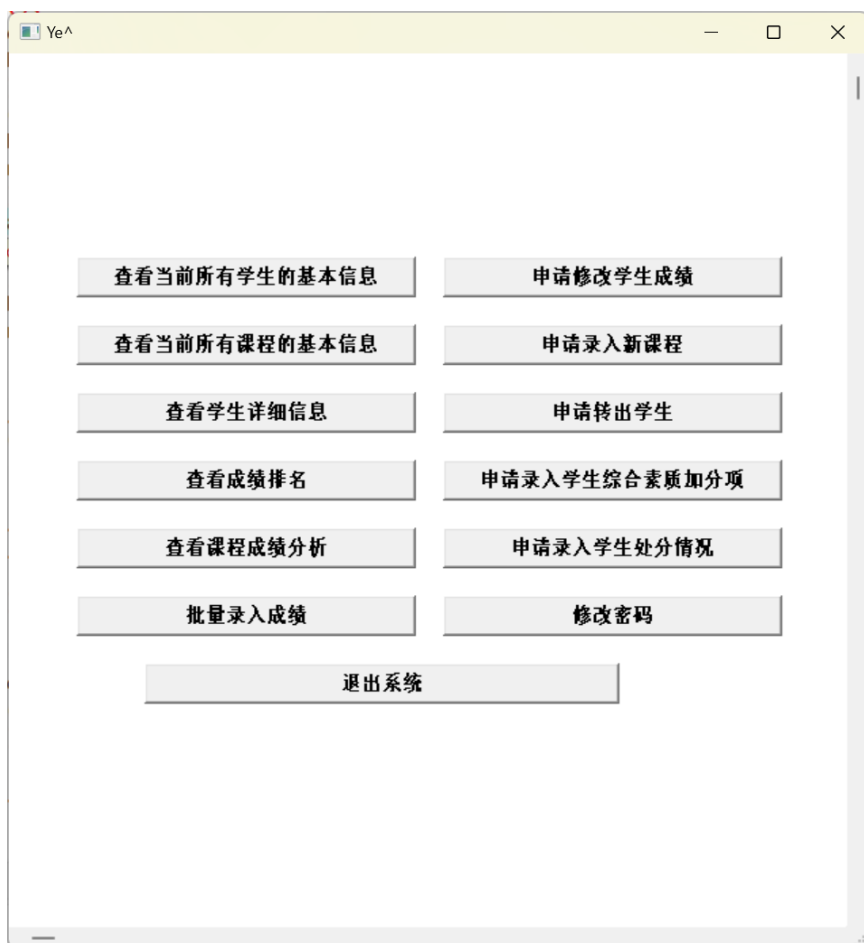 Ye^
查看当前所有学生的基本信息
申请修改学生成绩
查看当前所有课程的基本信息
申请录入新课程
查看学生详细信息
申请转出学生
查看成绩排名
申请录入学生综合素质加分项
查看课程成绩分析
申请录入学生处分情况
批量录入成绩
修改密码
退出系统